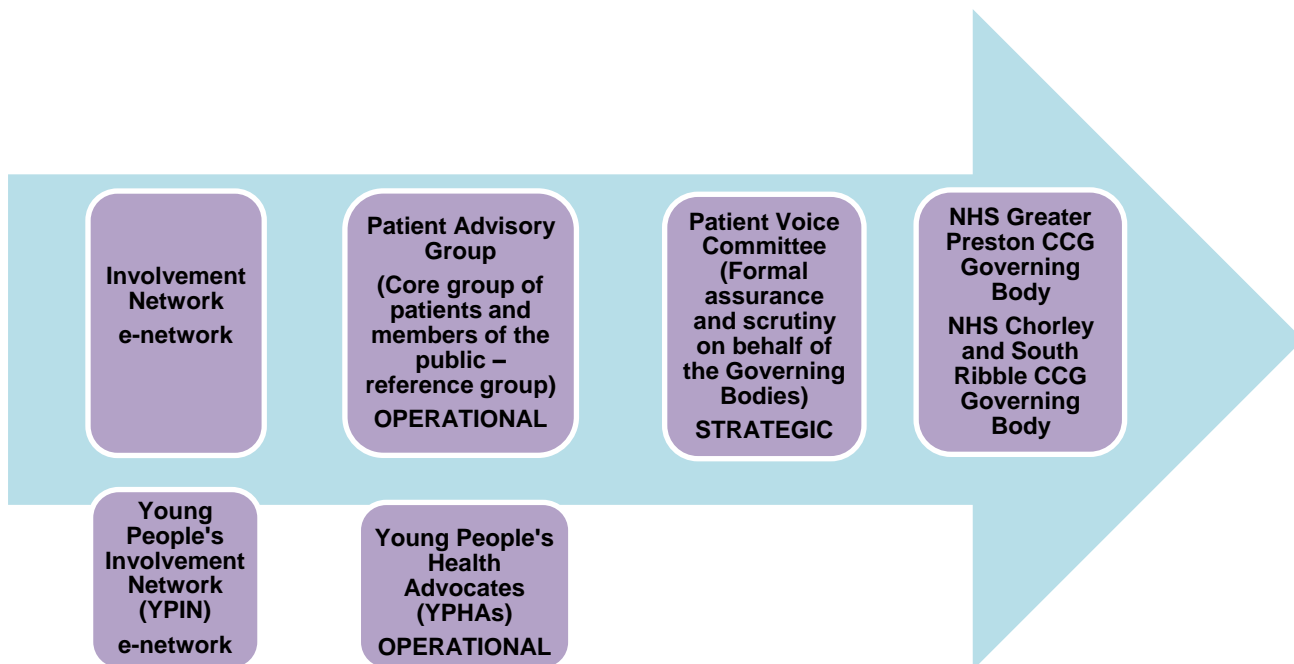 Involvement
Network
e-network
Patient Advisory
Group
(Core group of
patients and
members of the
public –
reference group)
OPERATIONAL
Patient Voice
Committee
(Formal
assurance
and scrutiny
on behalf of
the Governing
Bodies)
STRATEGIC
NHS Greater
Preston CCG
Governing
Body
NHS Chorley
and South
Ribble CCG
Governing
Body
Young
People's
Involvement
Network
(YPIN)
e-network
Young People's
Health
Advocates
(YPHAs)
OPERATIONAL